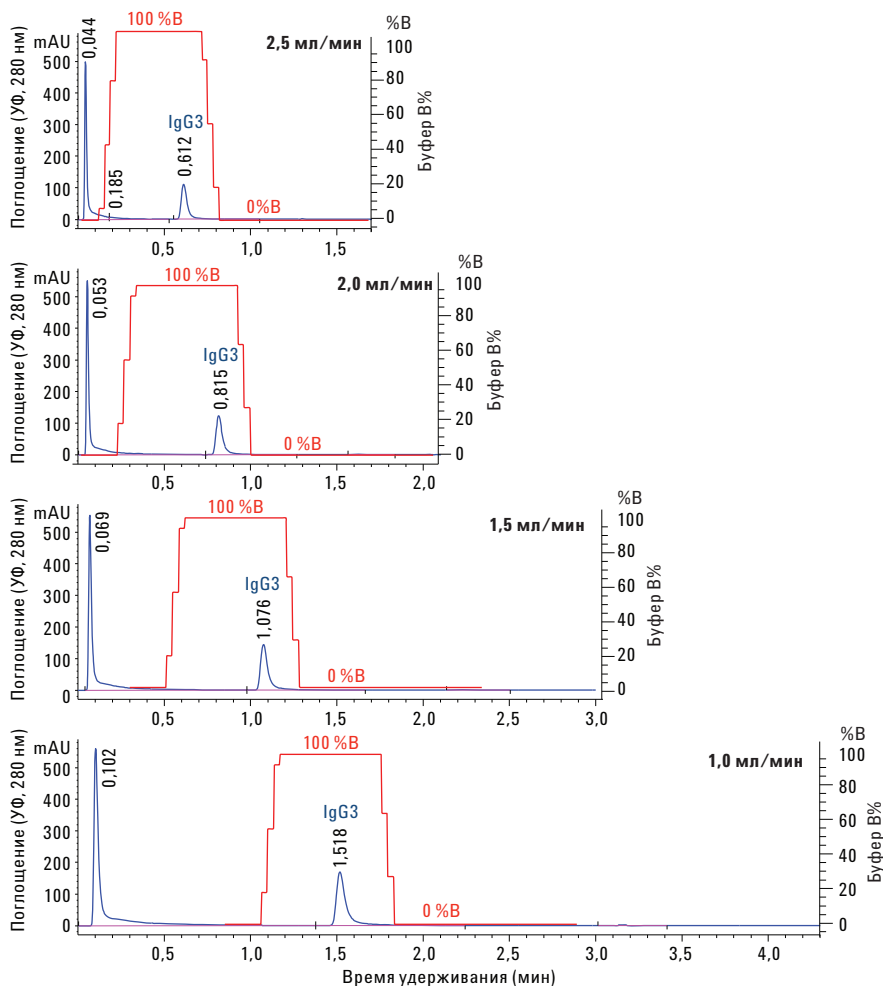 100 %B
2,5 мл/мин
%B
mAU
0,044
500
400
300
200
100
0
Поглощение (УФ, 280 нм)
0,185
IgG3
0,612
0%B
100
80
60
40
20
0
Буфер B%
0,5
1,0
1,5
100 %B
2,0 мл/мин
%B
mAU
0,053
500
400
300
200
100
0
Поглощение (УФ, 280 нм)
IgG3
0,815
0 %B
100
80
60
40
20
0
Буфер B%
0,5
1,0
1,5
2,0
100 %B
1,5 мл/мин
%B
mAU
0,069
500
400
300
200
100
0
Поглощение (УФ, 280 нм)
IgG3
1,076
0 %B
100
80
60
40
20
0
Буфер B%
0,5
1,0
1,5
2,0
2,5
3,0
100 %B
1,0 мл/мин
%B
mAU
0,102
500
400
300
200
100
0
Поглощение (УФ, 280 нм)
IgG3
1,518
0 %B
100
80
60
40
20
0
Буфер B%
0,5
1,0
1,5
2,0
2,5
3,0
3,5
4,0
Время удерживания (мин)